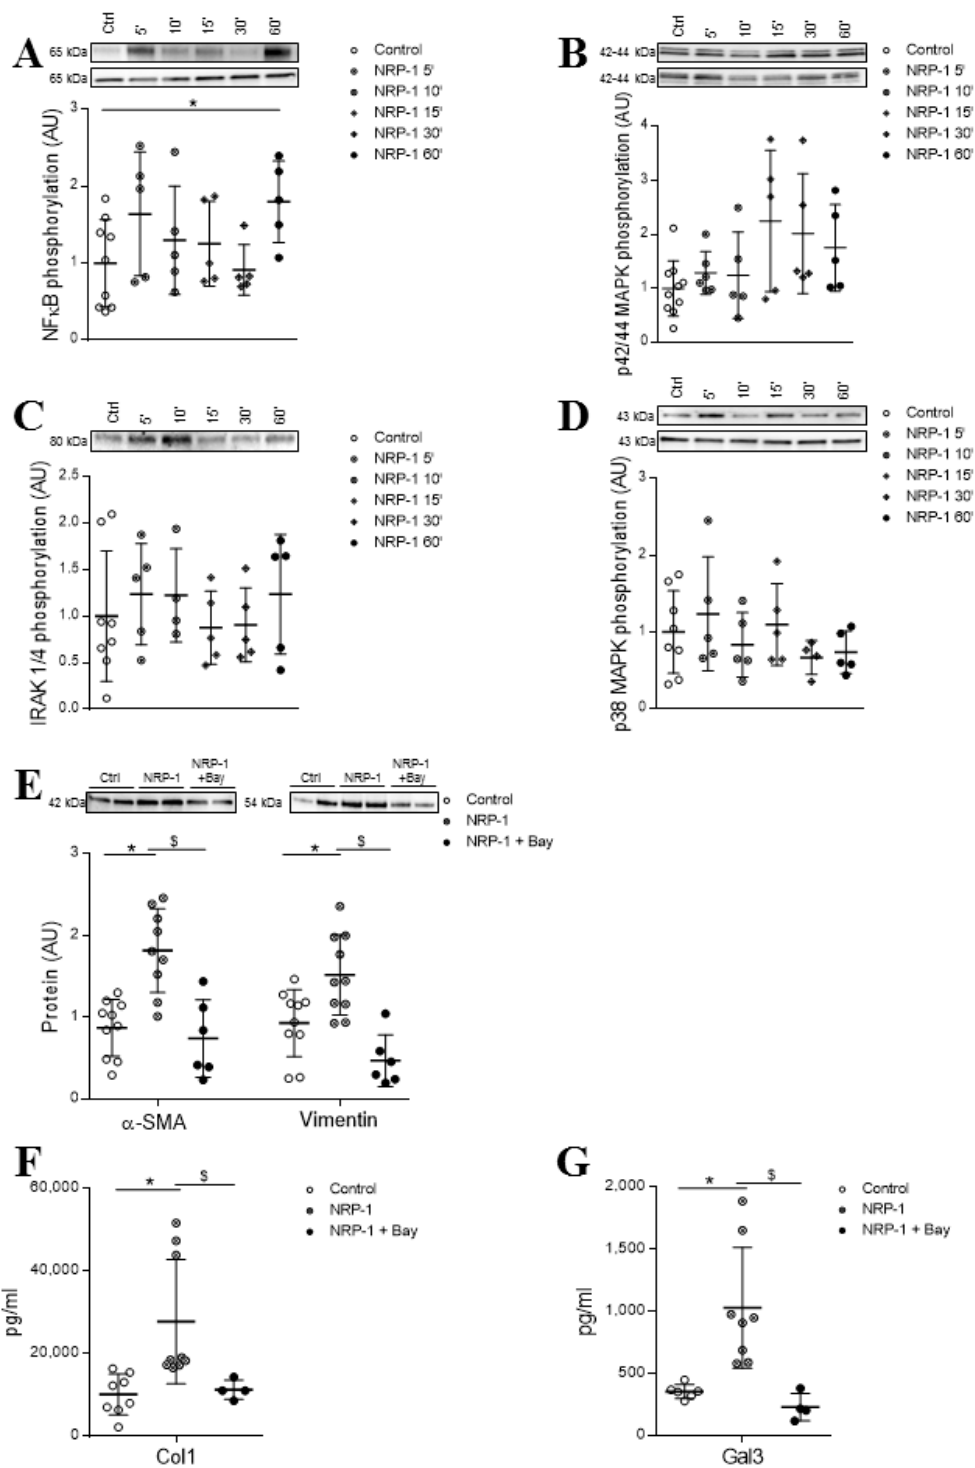 A
Ctrl 5' 10' 15' 30' 60'
65 kDa
65 kDa
Control
NRP-1 5'
NRP-1 10'
NRP-1 15'
NRP-1 30'
NRP-1 60'
*
NFκB phosphorylation (AU)
3
2
1
0
B
Ctrl 5' 10' 15' 30' 60'
42-44
42-44
Control
NRP-1 5'
NRP-1 10'
NRP-1 15'
NRP-1 30'
NRP-1 60'
p42/44 MAPK phosphorylation (AU)
4
3
2
1
0
C
Ctrl 5' 10' 15' 30' 60'
80 kDa
Control
NRP-1 5'
NRP-1 10'
NRP-1 15'
NRP-1 30'
NRP-1 60'
IRAK 1/4 phosphorylation (AU)
2.5
2.0
1.5
1.0
0.5
0.0
D
Ctrl 5' 10' 15' 30' 60'
43 kDa
43 kDa
Control
NRP-1 5'
NRP-1 10'
NRP-1 15'
NRP-1 30'
NRP-1 60'
p38 MAPK phosphorylation (AU)
3
2
1
0
E
Ctrl NRP-1 NRP-1
+Bay
42 kDa
Ctrl NRP-1 NRP-1
+Bay
54 kDa
Control
NRP-1
NRP-1 + Bay
* $ * $
Protein (AU)
3
2
1
0
α-SMA Vimentin
F
* $
Control
NRP-1
NRP-1 + Bay
pg/ml
60,000
40,000
20,000
0
Col1
G
* $
Control
NRP-1
NRP-1 + Bay
pg/ml
2,000
1,500
1,000
500
0
Gal3